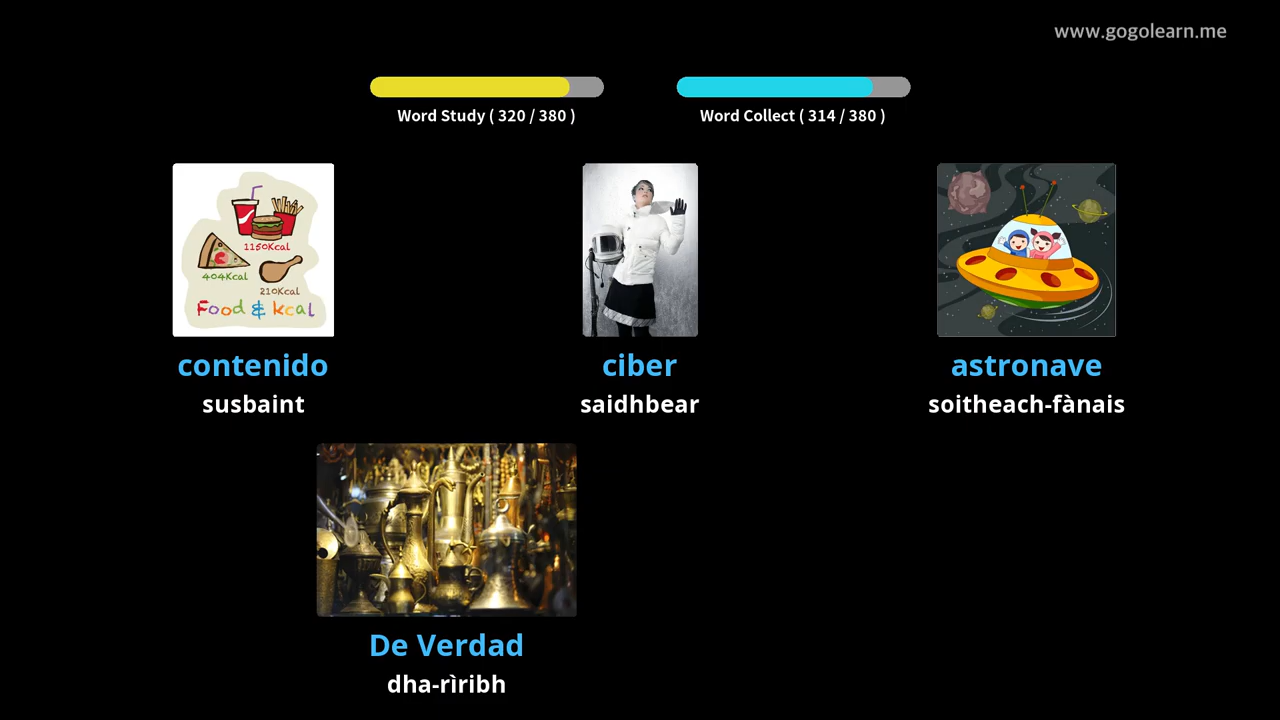 www.gogolearn.me
Word Study ( 320 / 380 )
Word Collect ( 314 / 380 )
1150Kcal
404Kcal
210Kcal
Food & kcal
contenido
ciber
astronave
susbaint
saidhbear
soitheach-fànais
De Verdad
dha-rìribh